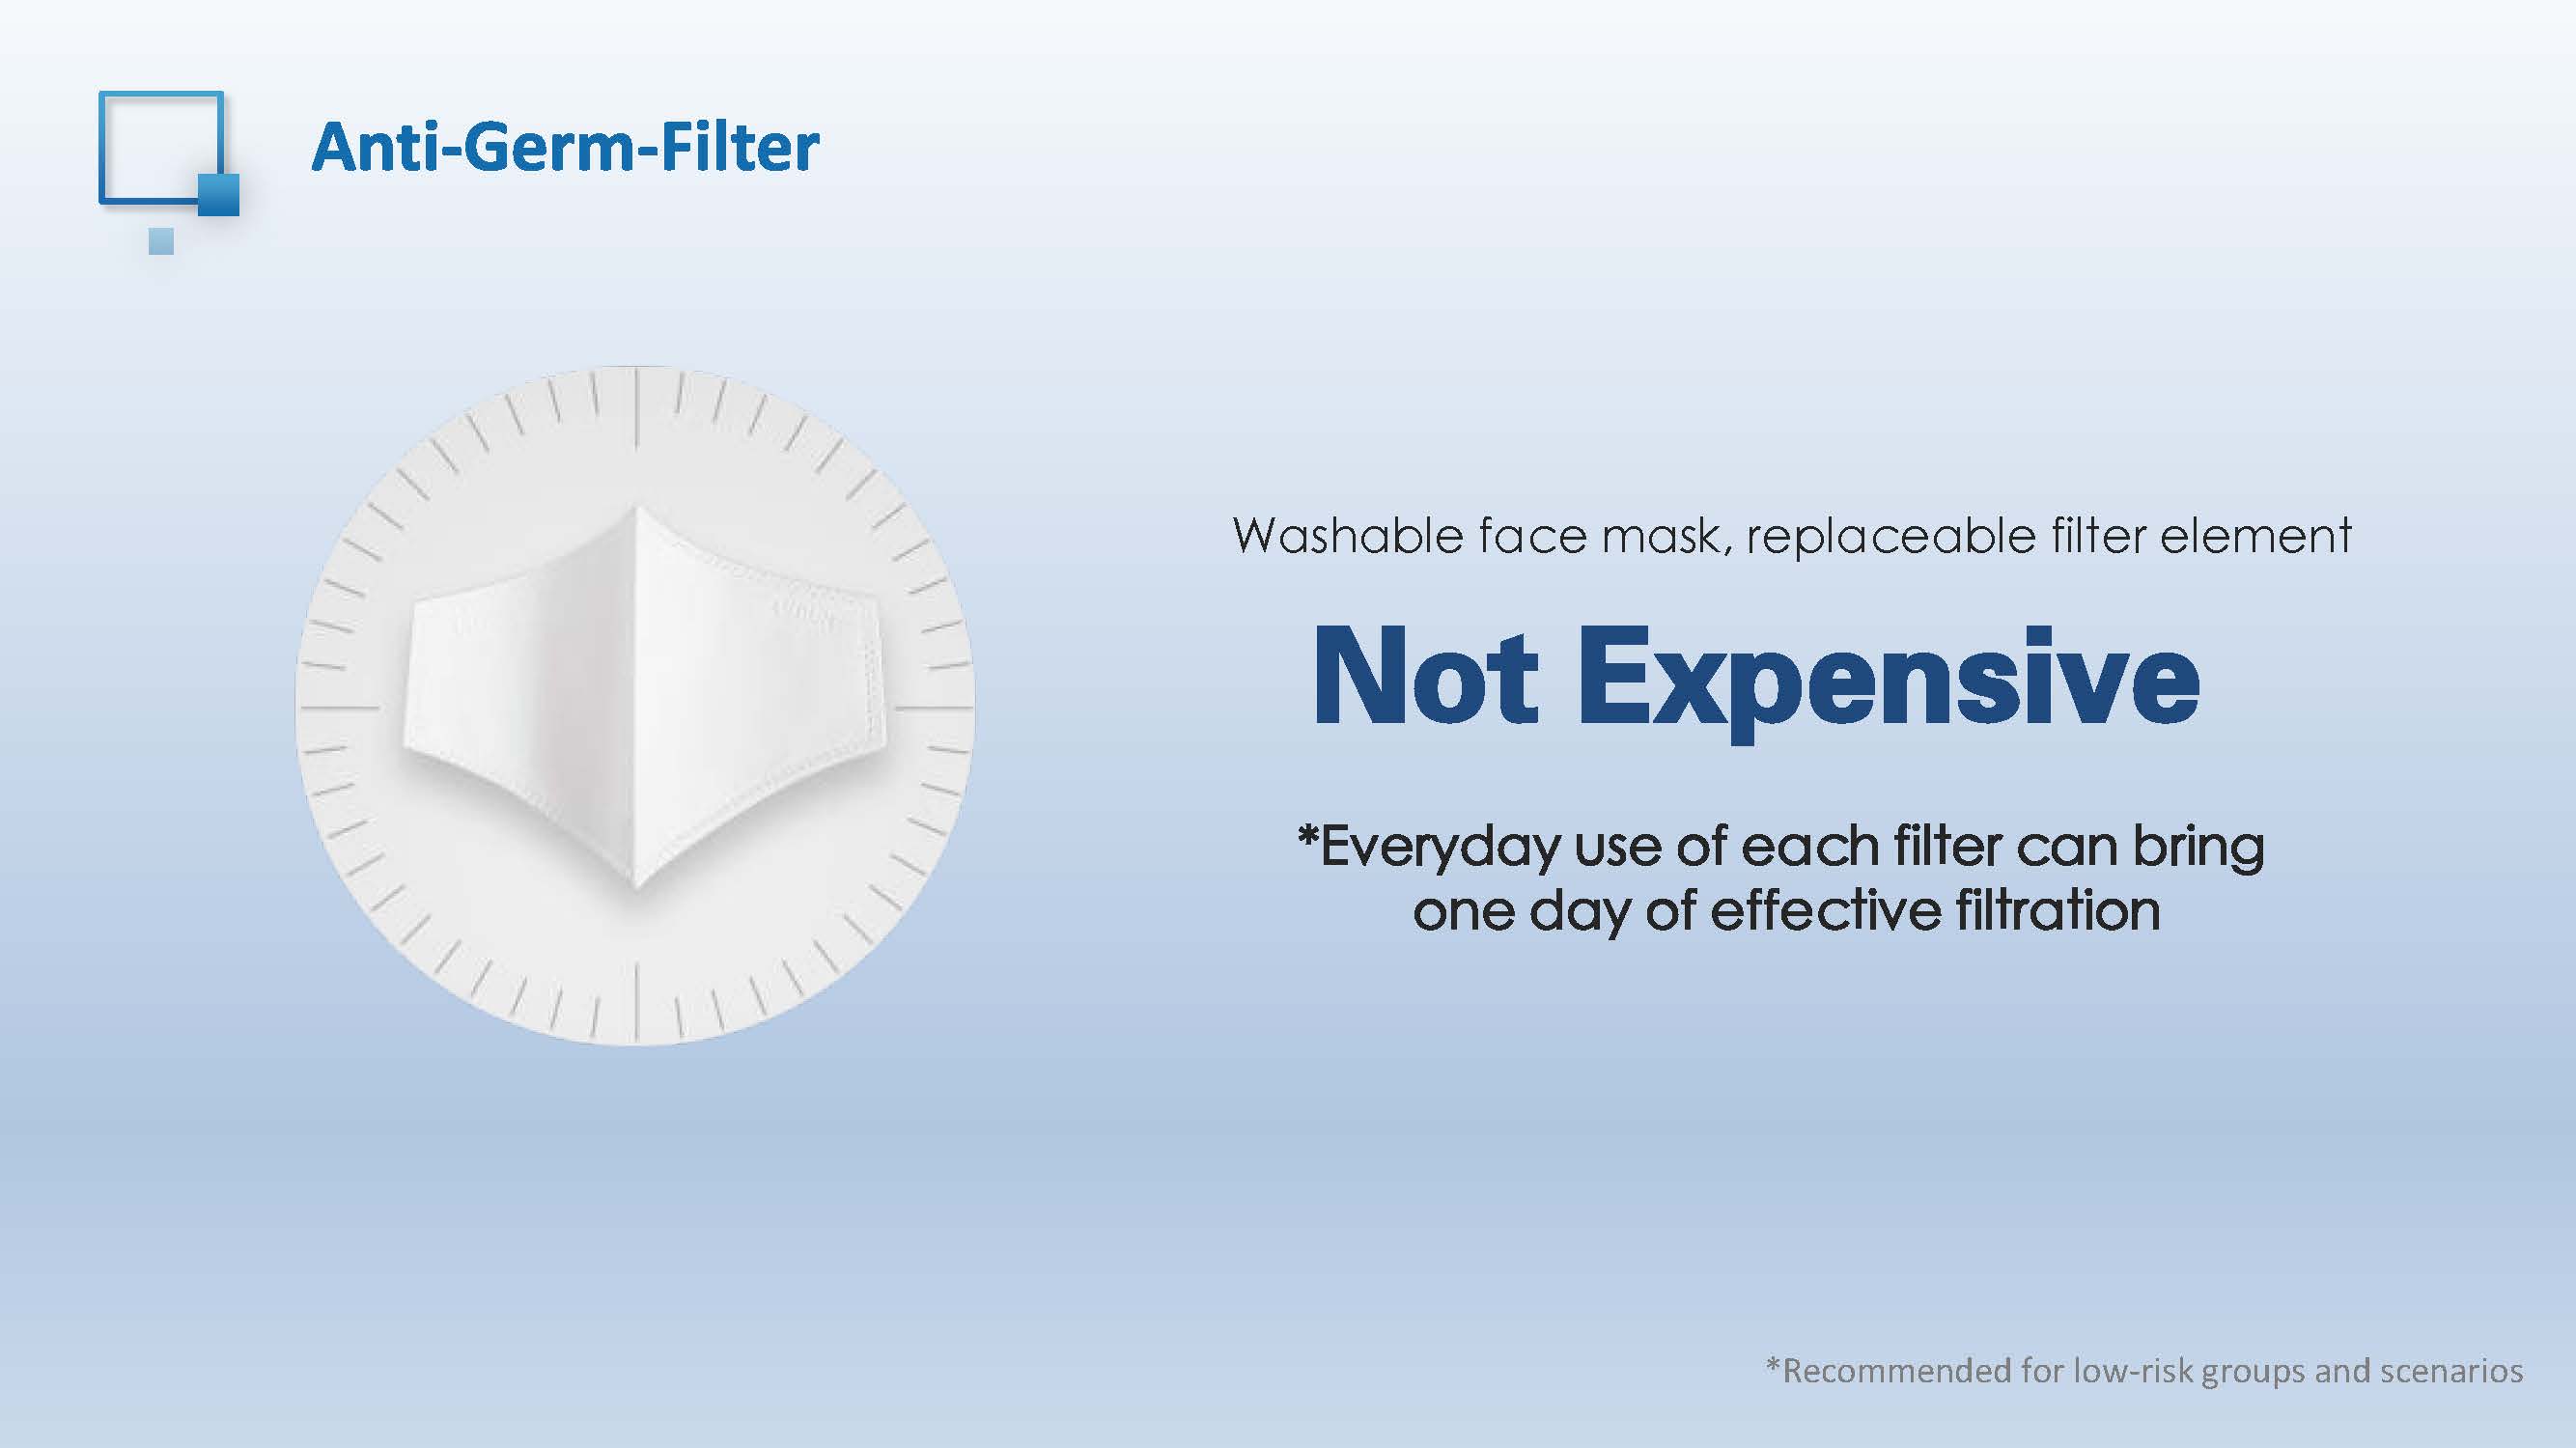 Anti-Germ-Filter
Washable face mask, replaceable filter element
Not Expensive
*Everyday use of each filter can bring
one day of effective filtration
*Recommended for low-risk groups and scenarios